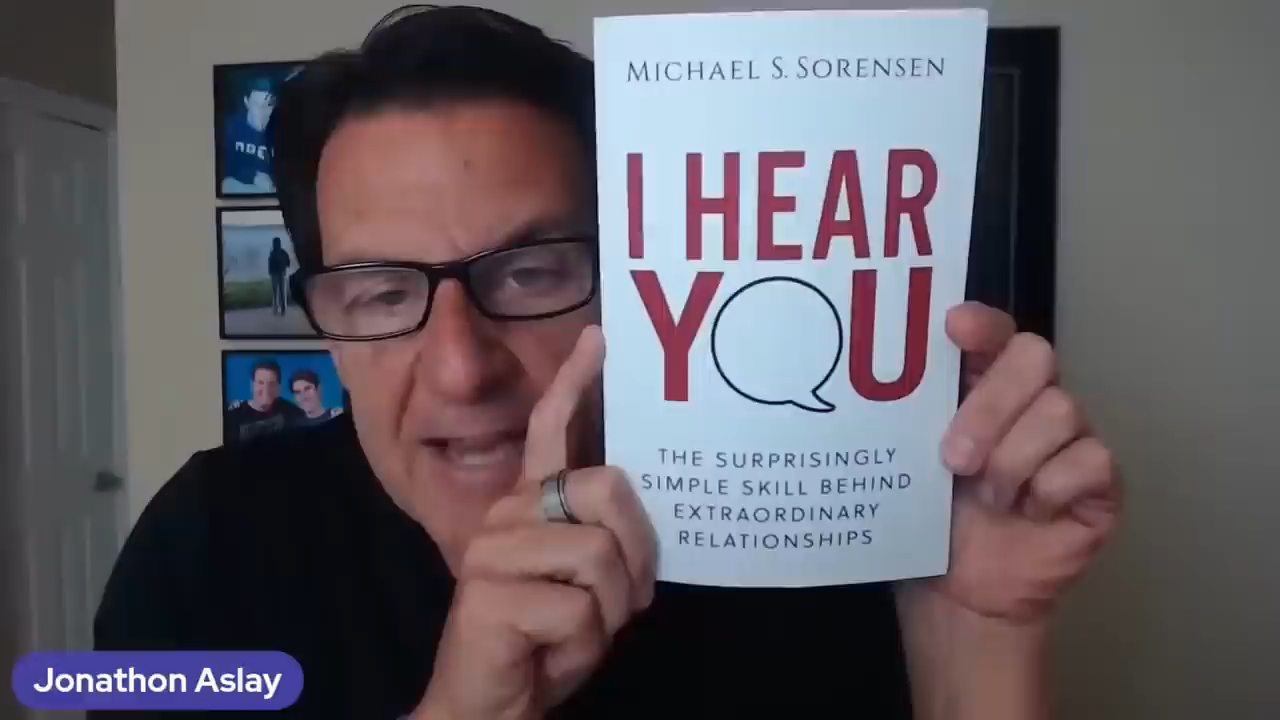 MICHAEL S. SORENSEN
I HEAR
YOU
THE SURPRISINGLY
SIMPLE SKILL BEHIND
EXTRAORDINARY
RELATIONSHIPS
Jonathon Aslay